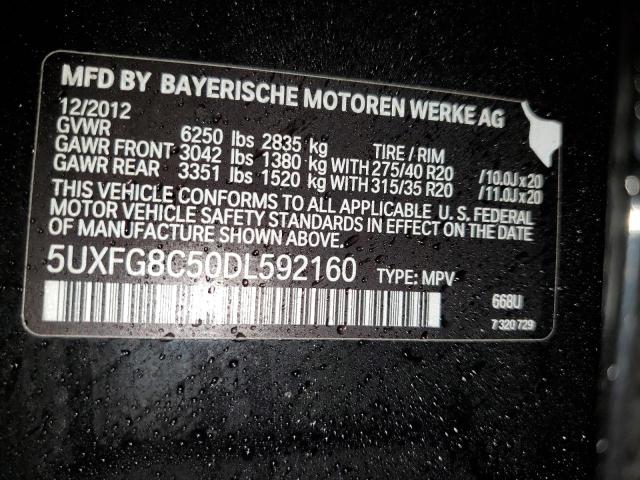 MFD BY BAYERISCHE MOTOREN WERKE AG
12/2012
GVWR 6250 lbs 2835 kg TIRE / RIM
GAWR FRONT 3042 lbs 1380 kg WITH 275/40 R20 /10.0J x 20
GAWR REAR 3351 lbs 1520 kg WITH 315/35 R20 /11.0J x 20
THIS VEHICLE CONFORMS TO ALL APPLICABLE U. S. FEDERAL
MOTOR VEHICLE SAFETY STANDARDS IN EFFECT ON THE DATE
OF MANUFACTURE SHOWN ABOVE.
5UXFG8C50DL592160 TYPE: MPV
668U
7 320 729